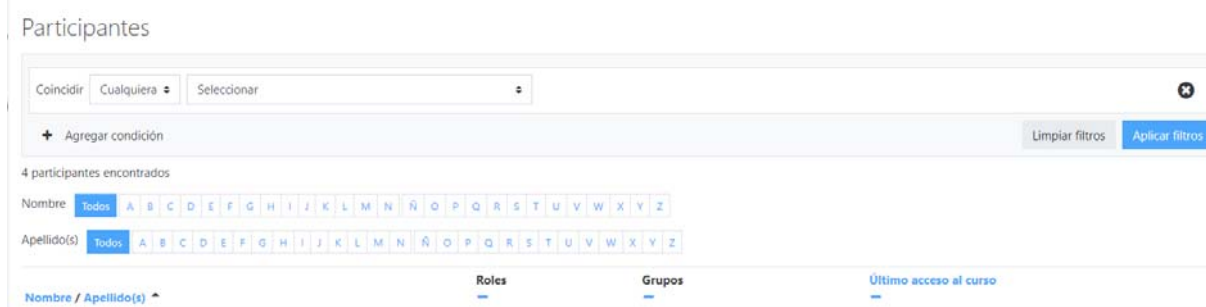 Participantes
Coincidir Cualquiera Seleccionar
Agregar condición Limpiar filtros Aplicar filtros
4 participantes encontrados
Nombre Todos A B C D E F G H I J K L M N Ñ O P Q R S T U V W X Y Z
Apellido(s) Todos A B C D E F G H I J K L M N Ñ O P Q R S T U V W X Y Z
Nombre / Apellido(s) Roles Grupos Último acceso al curso